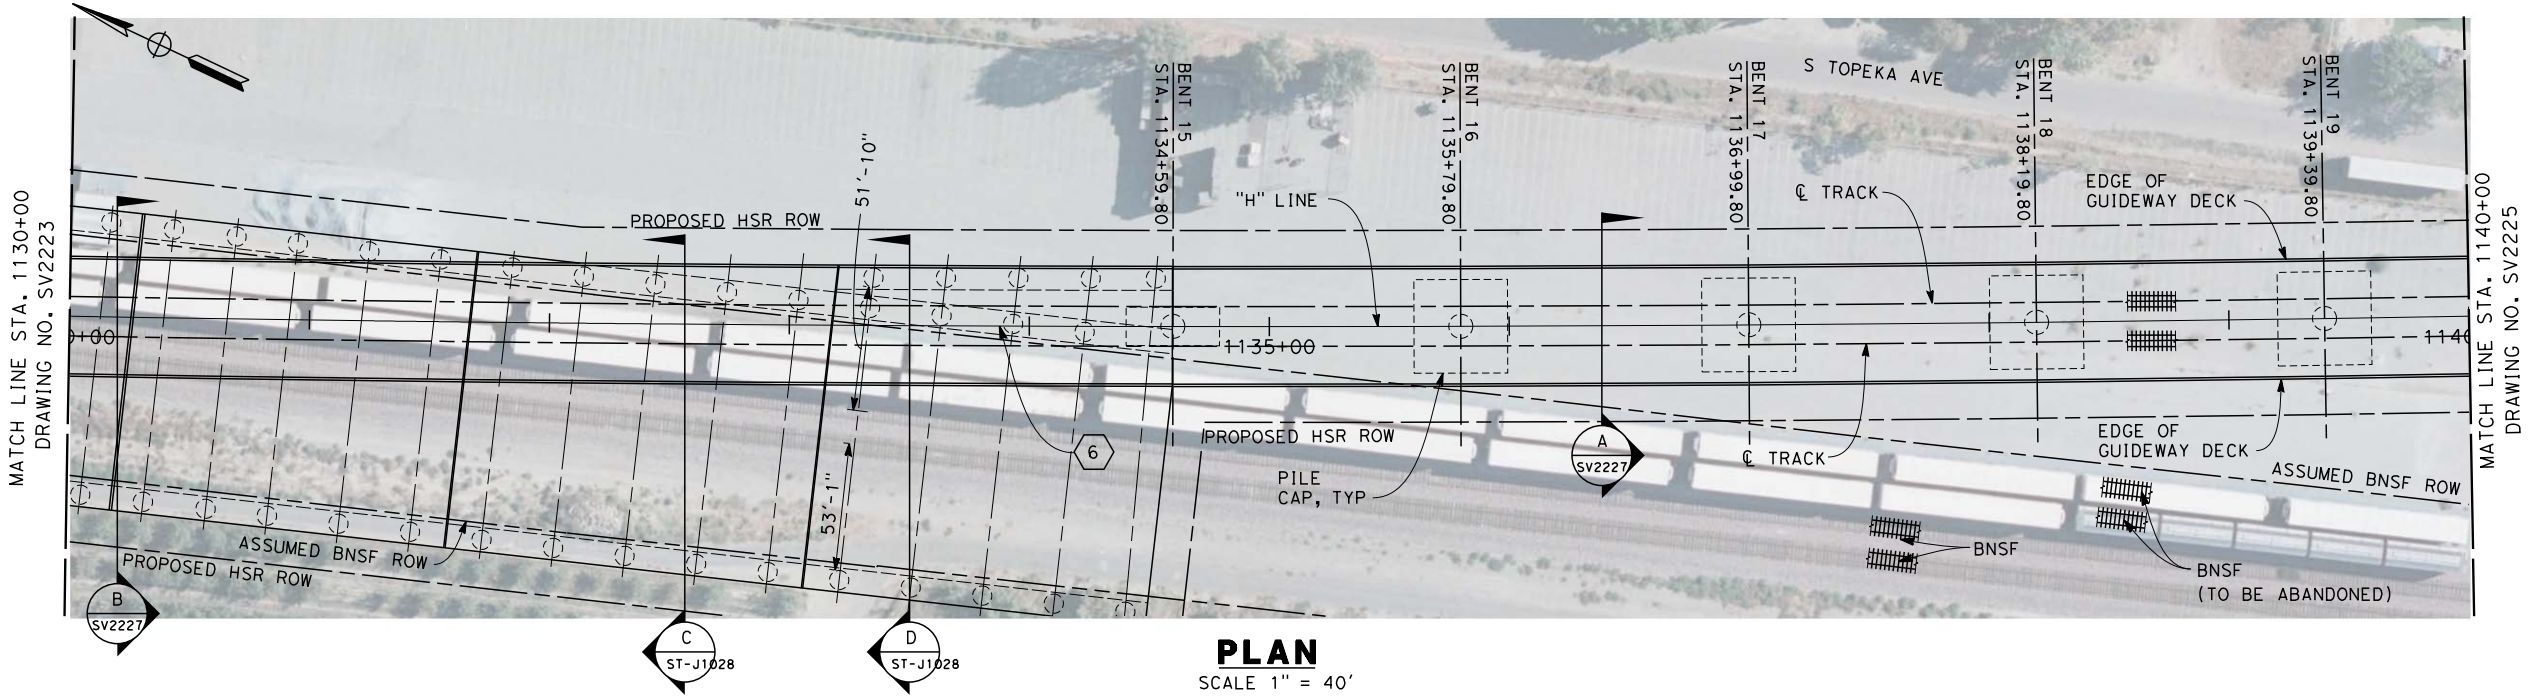 MATCH LINE STA. 1130+00
DRAWING NO. SV2223
BENT 15
STA. 1134+59.80
BENT 16
STA. 1135+79.80
BENT 17
STA. 1136+99.80
BENT 18
STA. 1138+19.80
BENT 19
STA. 1139+39.80
S TOPEKA AVE
51'-10"
PROPOSED HSR ROW
"H" LINE
℄ TRACK
EDGE OF
GUIDEWAY DECK
0+00
1135+00
1140
6
53'-1"
PROPOSED HSR ROW
PILE
CAP, TYP
A
SV2227
℄ TRACK
EDGE OF
GUIDEWAY DECK
ASSUMED BNSF ROW
ASSUMED BNSF ROW
PROPOSED HSR ROW
BNSF
BNSF
(TO BE ABANDONED)
B
SV2227
C
ST-J1028
D
ST-J1028
MATCH LINE STA. 1140+00
DRAWING NO. SV2225
PLAN
SCALE 1" = 40'